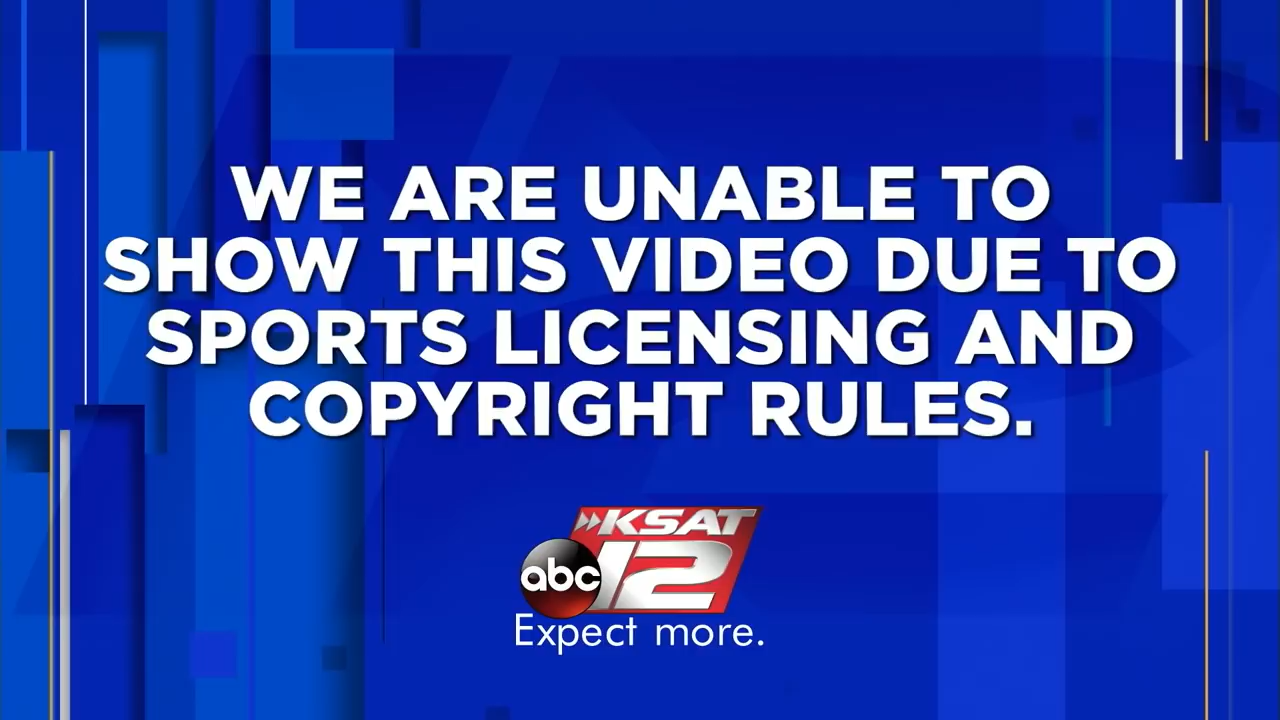 WE ARE UNABLE TO
SHOW THIS VIDEO DUE TO
SPORTS LICENSING AND
COPYRIGHT RULES.
KSAT
abc 12
Expect more.